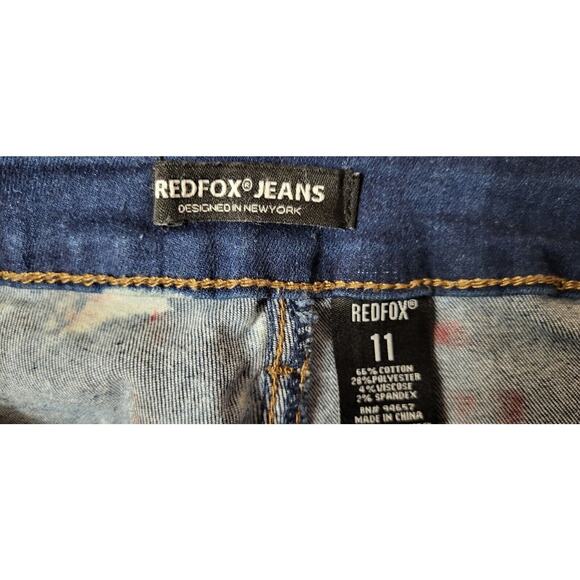 REDFOX® JEANS
DESIGNED IN NEW YORK
REDFOX®
11
66% COTTON
28% POLYESTER
4% VISCOSE
2% SPANDEX
RN# 94657
MADE IN CHINA